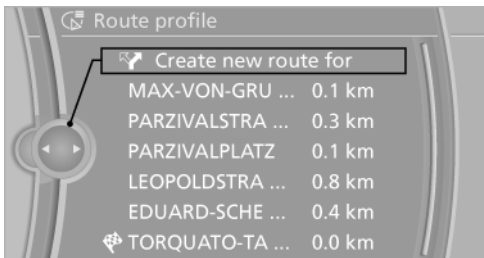 Route profile
Create new route for
MAX-VON-GRU ... 0.1 km
PARZIVALSTRA ... 0.3 km
PARZIVALPLATZ 0.1 km
LEOPOLDSTRA ... 0.8 km
EDUARD-SCHE ... 0.4 km
TORQUATO-TA ... 0.0 km